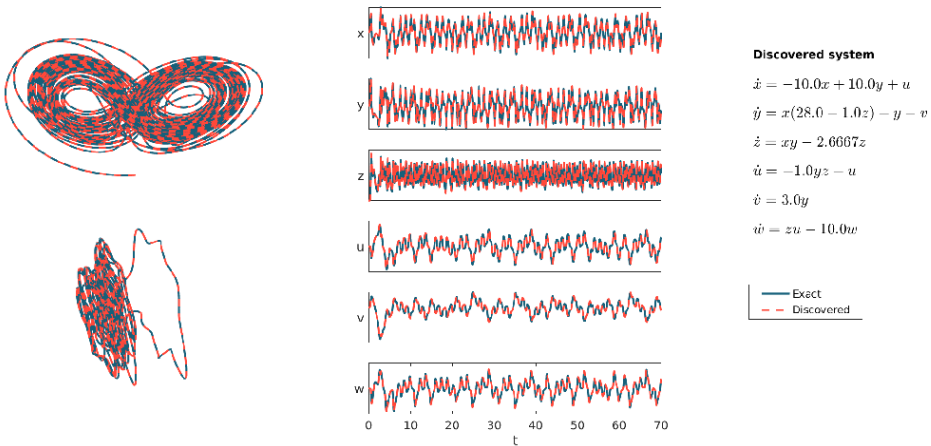 x
y
z
u
v
w
0 10 20 30 40 50 60 70
t
Discovered system
ẋ = −10.0x + 10.0y + u
ẏ = x(28.0 − 1.0z) − y − v
ż = xy − 2.6667z
u̇ = −1.0yz − u
v̇ = 3.0y
ẇ = zu − 10.0w
Exact
Discovered